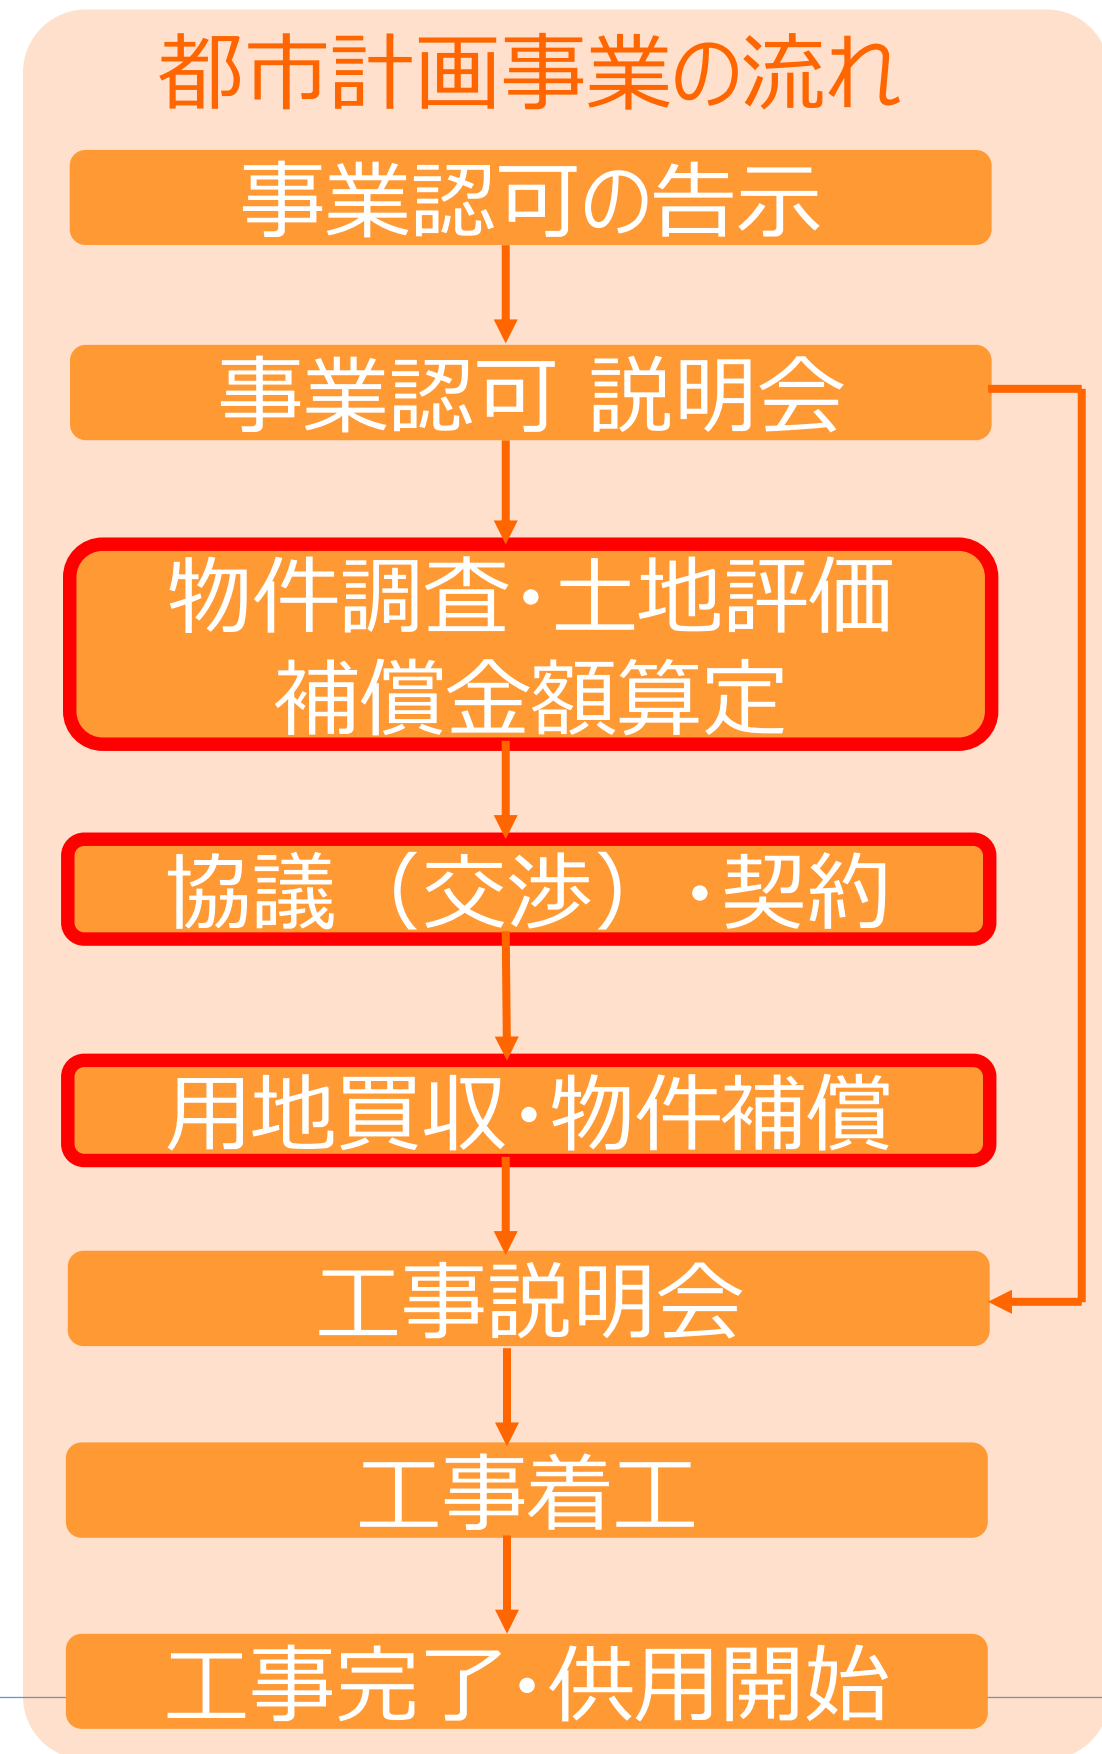 都市計画事業の流れ
事業認可の告示
事業認可 説明会
物件調査・土地評価
補償金額算定
協議（交渉）・契約
用地買収・物件補償
工事説明会
工事着工
工事完了・供用開始